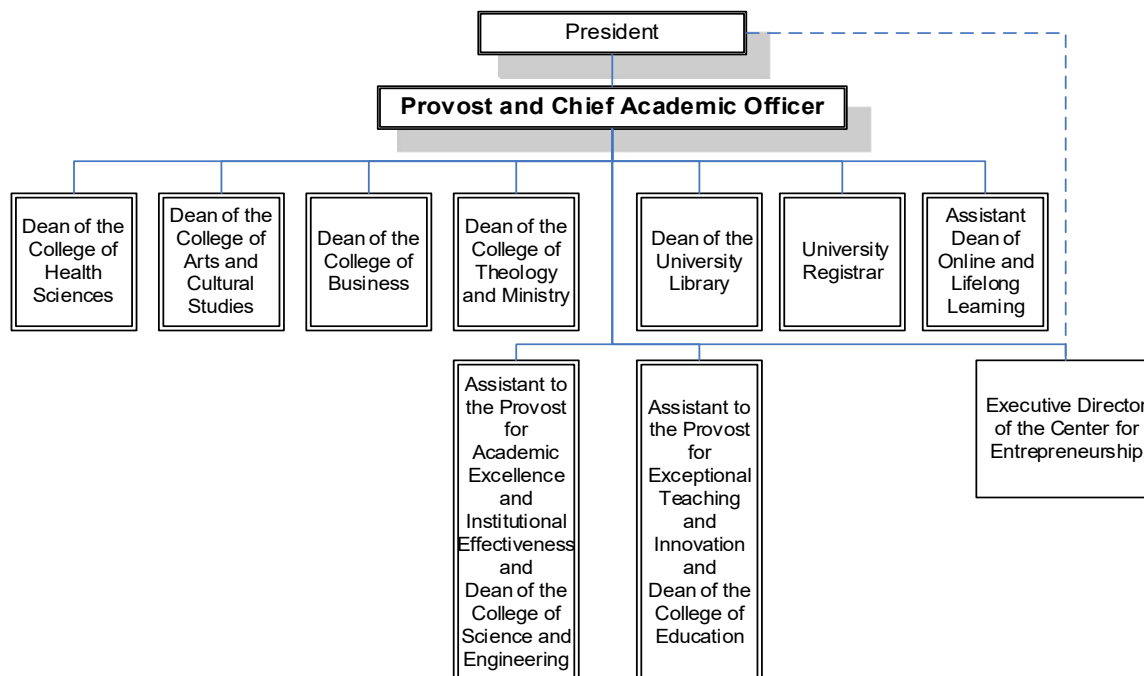 President
Provost and Chief Academic Officer
Dean of the
College of
Health
Sciences
Dean of the
College of
Arts and
Cultural
Studies
Dean of the
College of
Business
Dean of the
College of
Theology
and Ministry
Dean of the
University
Library
University
Registrar
Assistant
Dean of
Online and
Lifelong
Learning
Assistant to
the Provost
for
Academic
Excellence
and
Institutional
Effectiveness
and
Dean of the
College of
Science and
Engineering
Assistant to
the Provost
for
Exceptional
Teaching
and
Innovation
and
Dean of the
College of
Education
Executive Director
of the Center for
Entrepreneurship